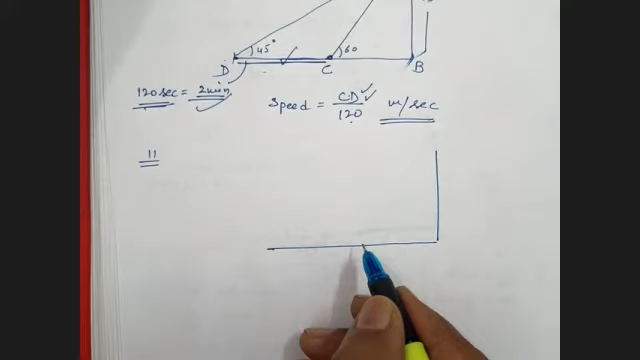 45°
60
D
C
B
120 sec = 2 min
Speed = CD/120 m/sec
11